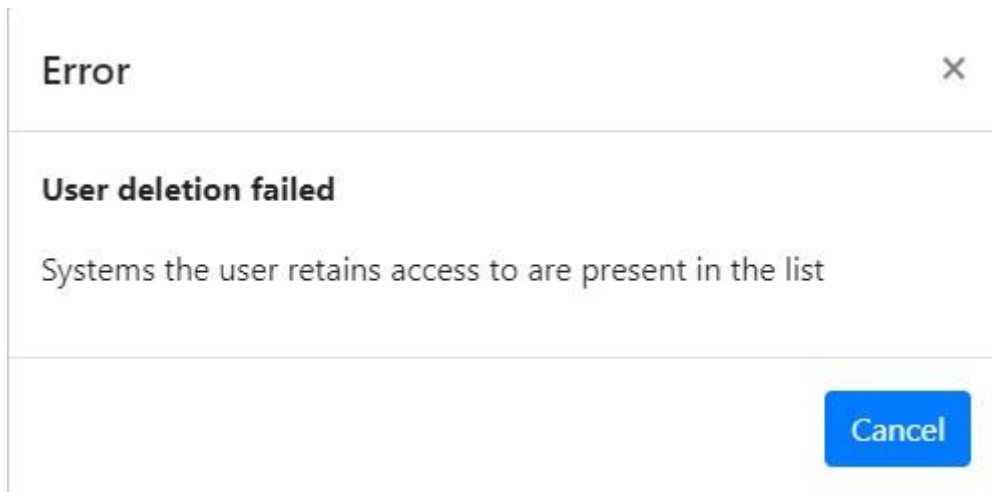 Error ×
User deletion failed
Systems the user retains access to are present in the list
Cancel